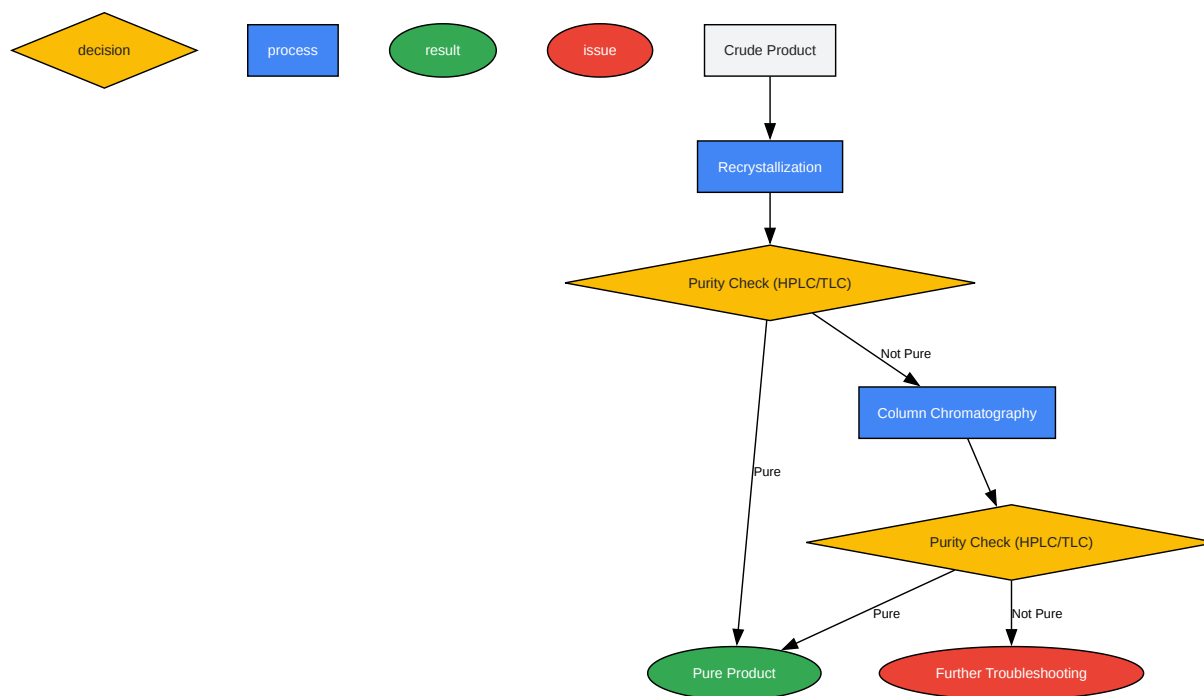 decision
process
result
issue
Crude Product
Recrystallization
Purity Check (HPLC/TLC)
Not Pure
Column Chromatography
Pure
Purity Check (HPLC/TLC)
Pure
Not Pure
Pure Product
Further Troubleshooting